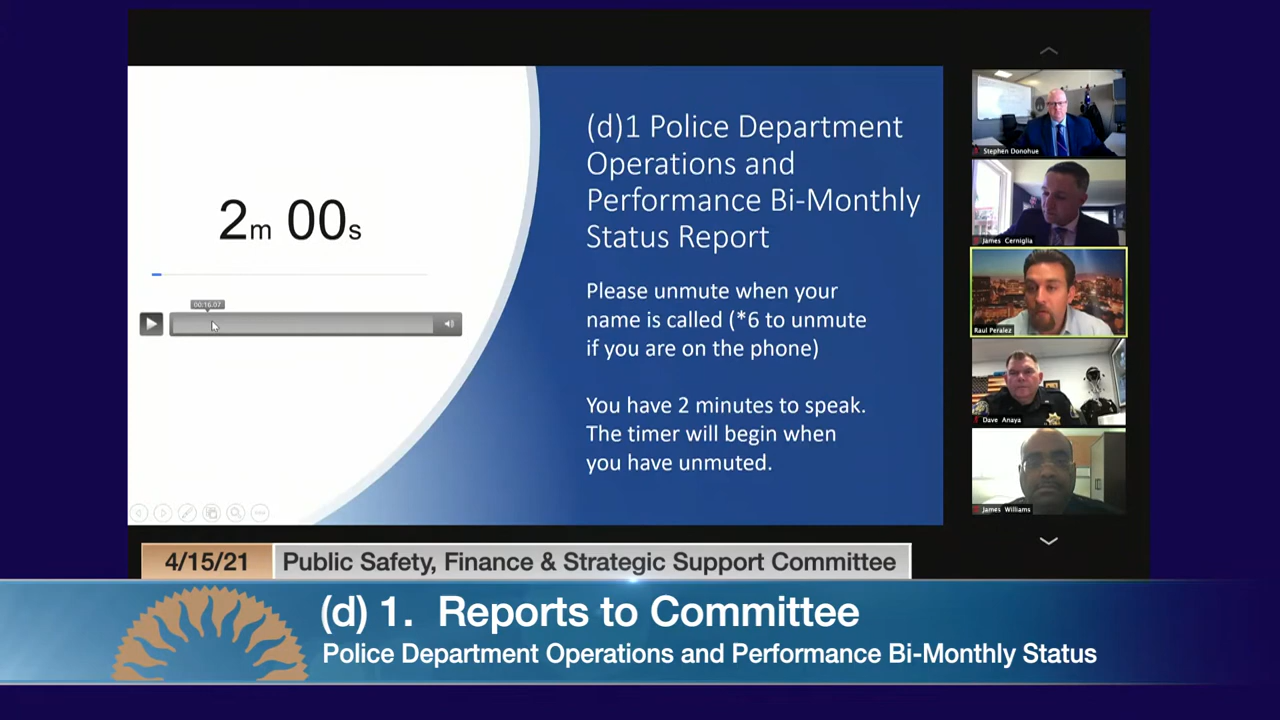 2m 00s
00:16.07
(d)1 Police Department
Operations and
Performance Bi-Monthly
Status Report
Please unmute when your
name is called (*6 to unmute
if you are on the phone)
You have 2 minutes to speak.
The timer will begin when
you have unmuted.
Stephen Donohue
James Cerniglia
Raul Peralez
Dave Anaya
James Williams
4/15/21
Public Safety, Finance & Strategic Support Committee
(d) 1. Reports to Committee
Police Department Operations and Performance Bi-Monthly Status